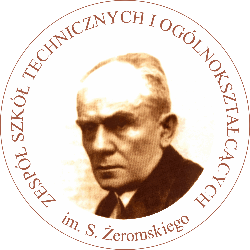 ZESPÓŁ SZKÓŁ TECHNICZNYCH I OGÓLNOKSZTAŁCĄCYCH
im. S. Żeromskiego